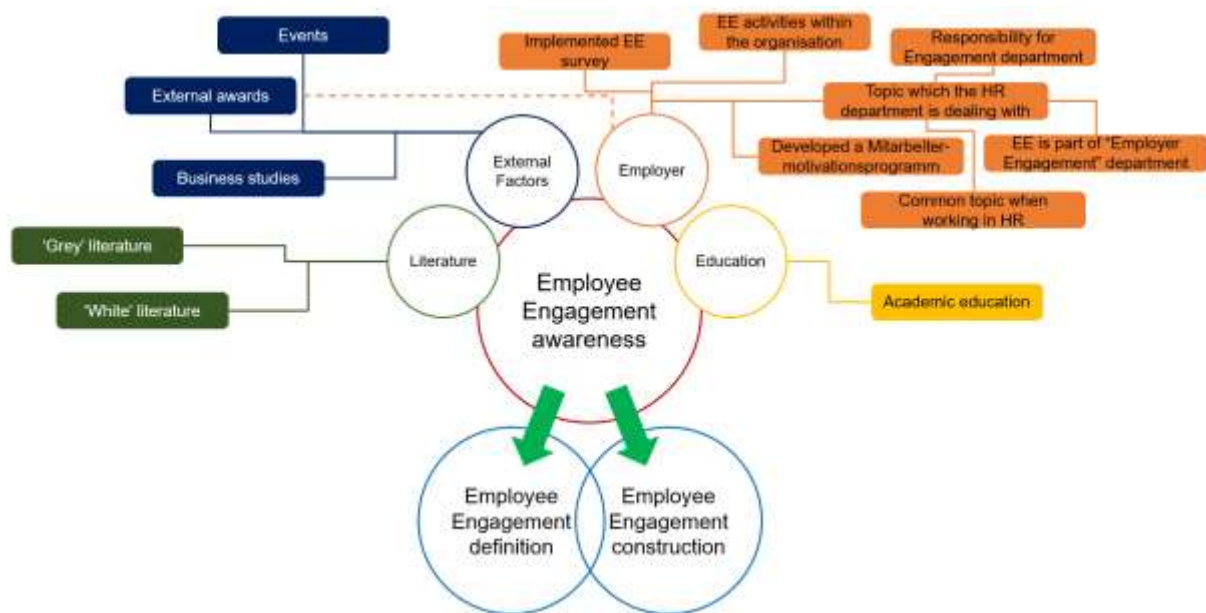 Events
Implemented EE
survey
EE activities within
the organisation
Responsibility for
Engagement department
External awards
Topic which the HR
department is dealing with
Business studies
External
Factors
Employer
Developed a Mitarbeiter-
motivationsprogramm
EE is part of "Employer
Engagement" department
Common topic when
working in HR
'Grey' literature
Literature
Education
'White' literature
Academic education
Employee
Engagement
awareness
Employee
Engagement
definition
Employee
Engagement
construction